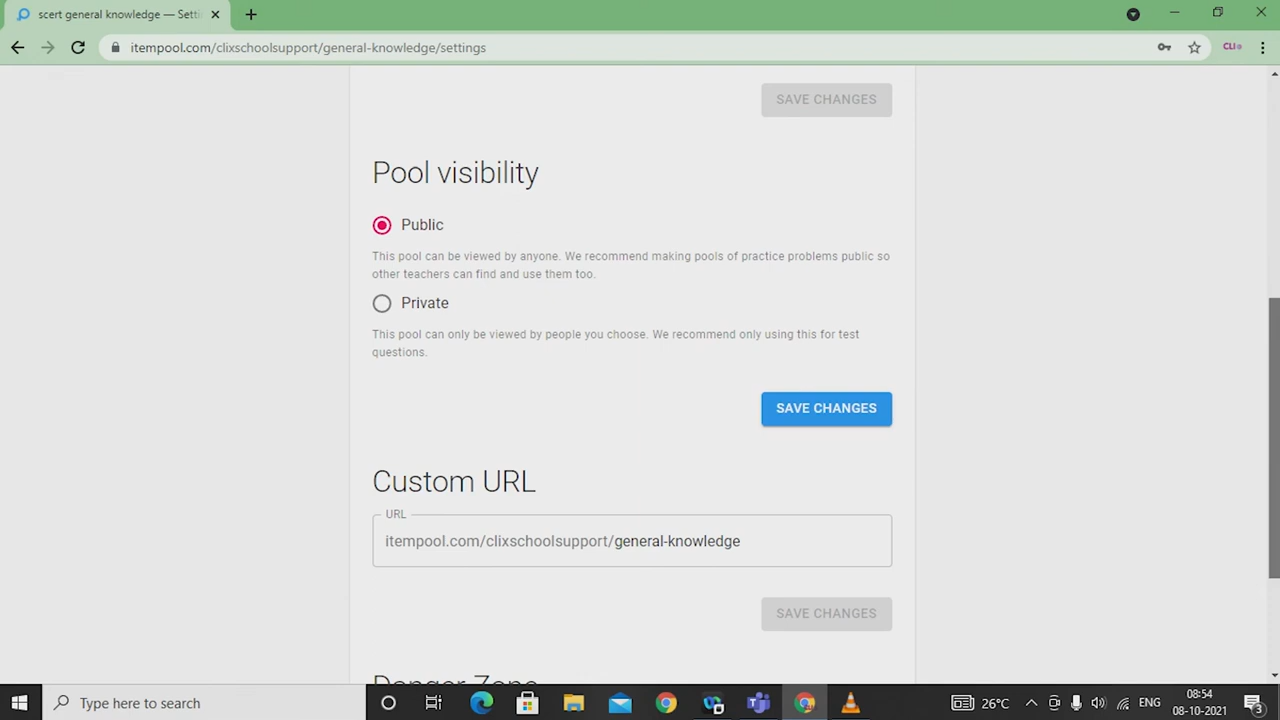 scert general knowledge — Setti
itempool.com/clixschoolsupport/general-knowledge/settings
SAVE CHANGES
Pool visibility
Public
This pool can be viewed by anyone. We recommend making pools of practice problems public so
other teachers can find and use them too.
Private
This pool can only be viewed by people you choose. We recommend only using this for test
questions.
SAVE CHANGES
Custom URL
URL
itempool.com/clixschoolsupport/general-knowledge
SAVE CHANGES
Danger Zone
Type here to search
26°C
ENG
08:54
08-10-2021
3